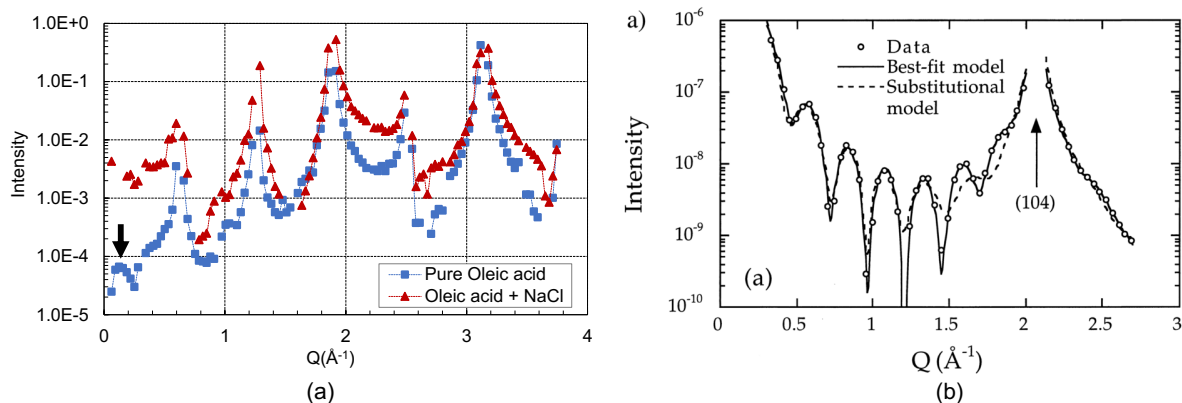 1.0E+0
1.0E-1
1.0E-2
1.0E-3
1.0E-4
1.0E-5
Intensity
0 1 2 3 4
Q(Å-1)
Pure Oleic acid
Oleic acid + NaCl
(a)
a)
10-6
10-7
10-8
10-9
10-10
Intensity
Data
Best-fit model
Substitutional
model
(104)
(a)
0 0.5 1 1.5 2 2.5 3
Q (Å-1)
(b)